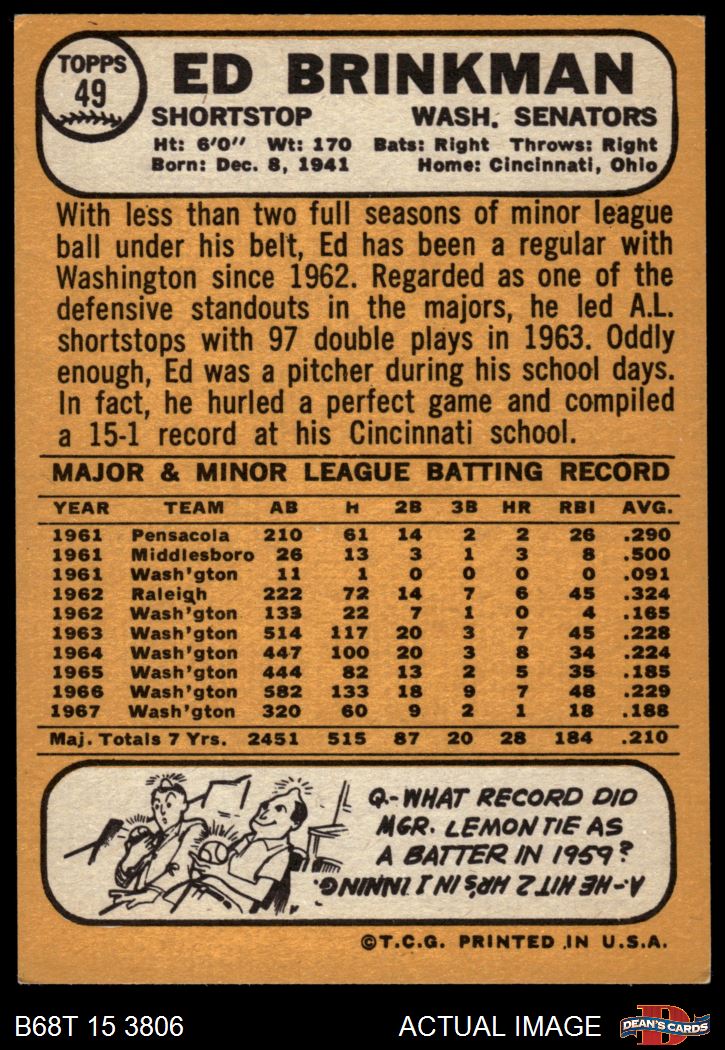 TOPPS
49
ED BRINKMAN
SHORTSTOP WASH. SENATORS
Ht: 6'0" Wt: 170 Bats: Right Throws: Right
Born: Dec. 8, 1941 Home: Cincinnati, Ohio
With less than two full seasons of minor league
ball under his belt, Ed has been a regular with
Washington since 1962. Regarded as one of the
defensive standouts in the majors, he led A.L.
shortstops with 97 double plays in 1963. Oddly
enough, Ed was a pitcher during his school days.
In fact, he hurled a perfect game and compiled
a 15-1 record at his Cincinnati school.
MAJOR & MINOR LEAGUE BATTING RECORD
YEAR TEAM AB H 2B 3B HR RBI AVG.
1961 Pensacola 210 61 14 2 2 26 .290
1961 Middlesboro 26 13 3 1 3 8 .500
1961 Wash'gton 11 1 0 0 0 0 .091
1962 Raleigh 222 72 14 7 6 45 .324
1962 Wash'gton 133 22 7 1 0 4 .165
1963 Wash'gton 514 117 20 3 7 45 .228
1964 Wash'gton 447 100 20 3 8 34 .224
1965 Wash'gton 444 82 13 2 5 35 .185
1966 Wash'gton 582 133 18 9 7 48 .229
1967 Wash'gton 320 60 9 2 1 18 .188
Maj. Totals 7 Yrs. 2451 515 87 20 28 184 .210
Q-WHAT RECORD DID
MGR. LEMON TIE AS
A BATTER IN 1959?
A-HE HIT 2 HR'S IN 1 INNING.
©T.C.G. PRINTED IN U.S.A.
B68T 15 3806 ACTUAL IMAGE DEAN'S CARDS